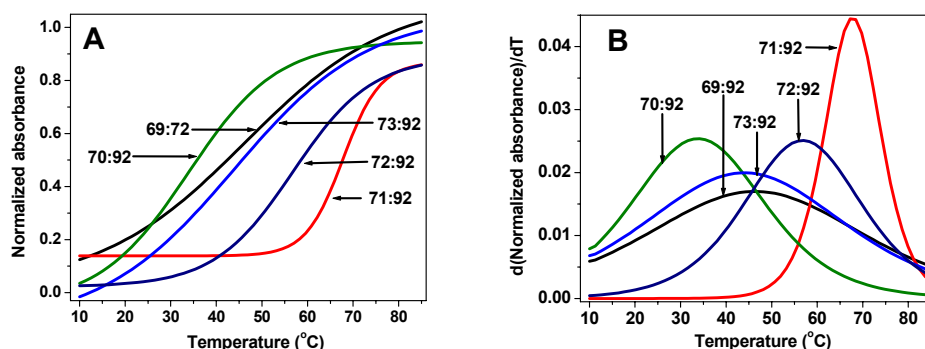 A
Normalized absorbance
1.0
0.8
0.6
0.4
0.2
0.0
69:72
70:92
73:92
72:92
71:92
10 20 30 40 50 60 70 80
Temperature (°C)
B
d(Normalized absorbance)/dT
0.04
0.03
0.02
0.01
0.00
71:92
69:92
72:92
70:92
73:92
10 20 30 40 50 60 70 80
Temperature (°C)